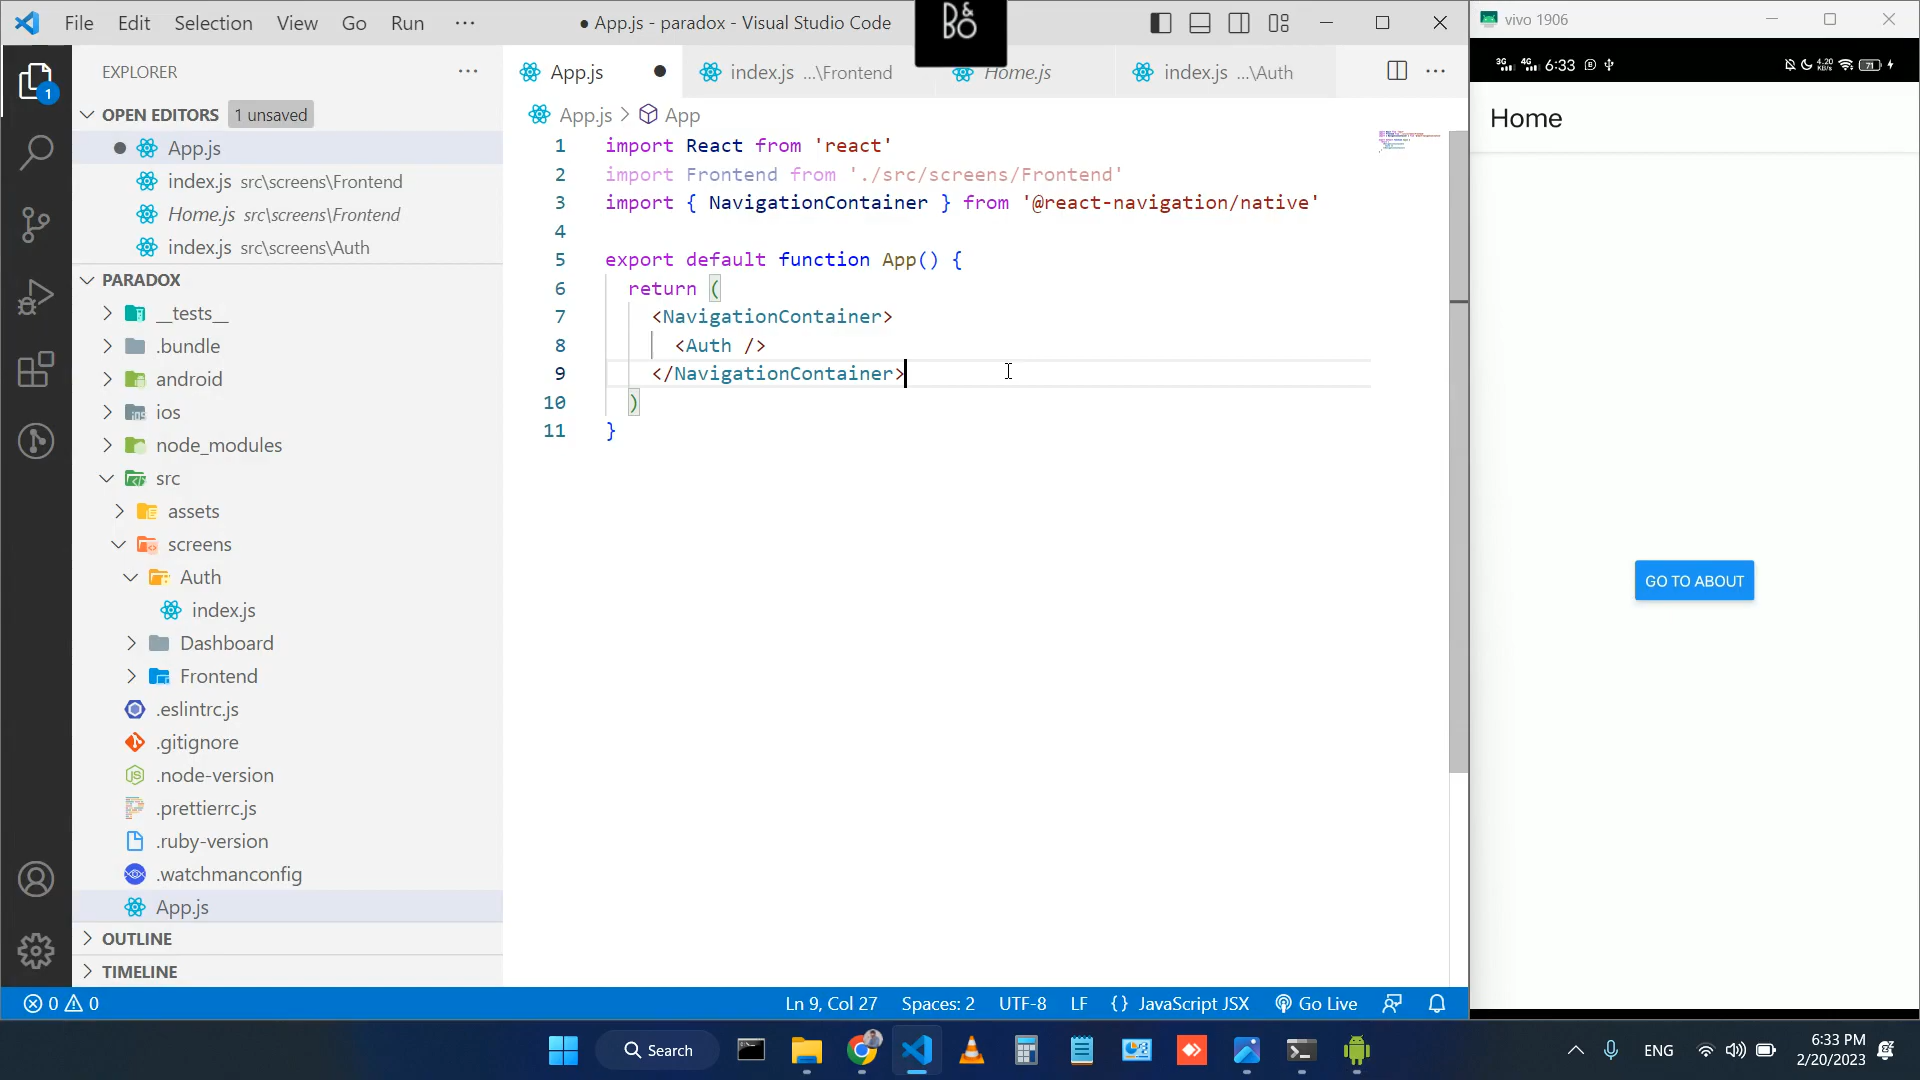 File Edit Selection View Go Run ···
● App.js - paradox - Visual Studio Code
B&O
vivo 1906
EXPLORER
OPEN EDITORS 1 unsaved
App.js
index.js src\screens\Frontend
Home.js src\screens\Frontend
index.js src\screens\Auth
PARADOX
__tests__
.bundle
android
ios
node_modules
src
assets
screens
Auth
index.js
Dashboard
Frontend
.eslintrc.js
.gitignore
.node-version
.prettierrc.js
.ruby-version
.watchmanconfig
App.js
OUTLINE
TIMELINE
App.js index.js ...\Frontend Home.js index.js ...\Auth
App.js > App
1 import React from 'react'
2 import Frontend from './src/screens/Frontend'
3 import { NavigationContainer } from '@react-navigation/native'
4
5 export default function App() {
6 return (
7 <NavigationContainer>
8 <Auth />
9 </NavigationContainer>
10 )
11 }
3G 4G 6:33 4.20 KB/s 71
Home
GO TO ABOUT
0 0
Ln 9, Col 27 Spaces: 2 UTF-8 LF {} JavaScript JSX Go Live
1
Search
ENG
6:33 PM
2/20/2023